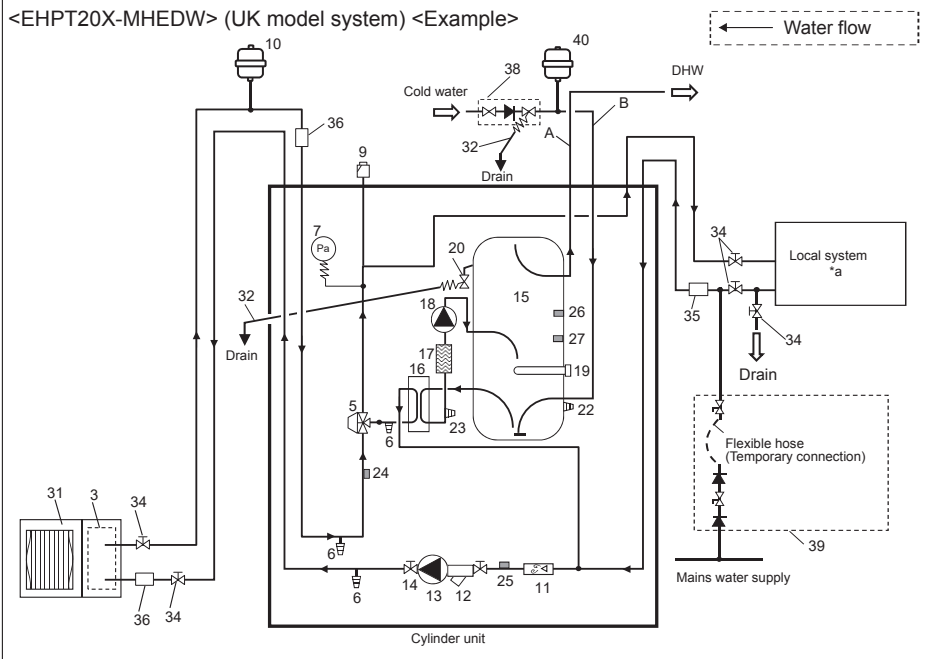 <EHPT20X-MHEDW> (UK model system) <Example>
Water flow
10
40
38
DHW
Cold water
B
36
A
9
32
Drain
7
Pa
20
34
Local system
*a
15
18
26
32
35
27
34
17
Drain
16
19
Drain
5
22
23
6
Flexible hose
(Temporary connection)
24
31
3
34
6
39
25
14
11
36
34
6
13
12
Mains water supply
Cylinder unit